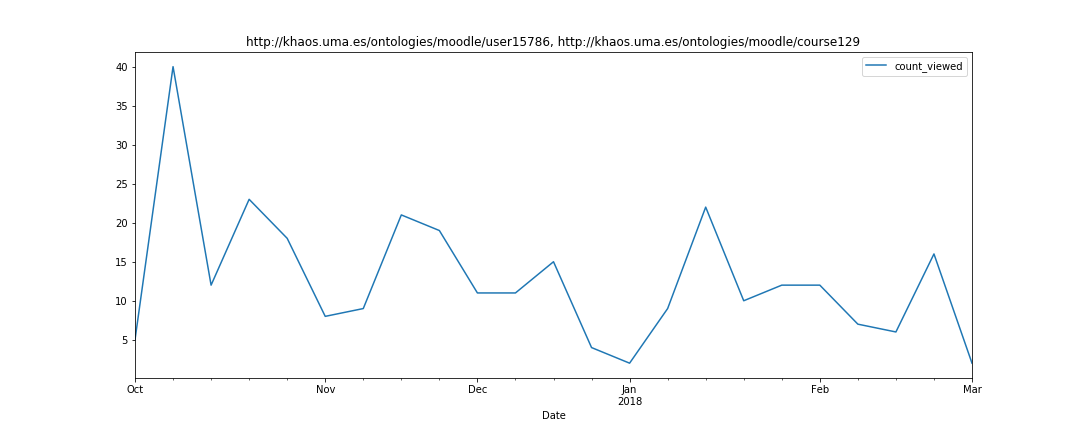 http://khaos.uma.es/ontologies/moodle/user15786, http://khaos.uma.es/ontologies/moodle/course129
count_viewed
40
35
30
25
20
15
10
5
Oct Nov Dec Jan Feb Mar
2018
Date